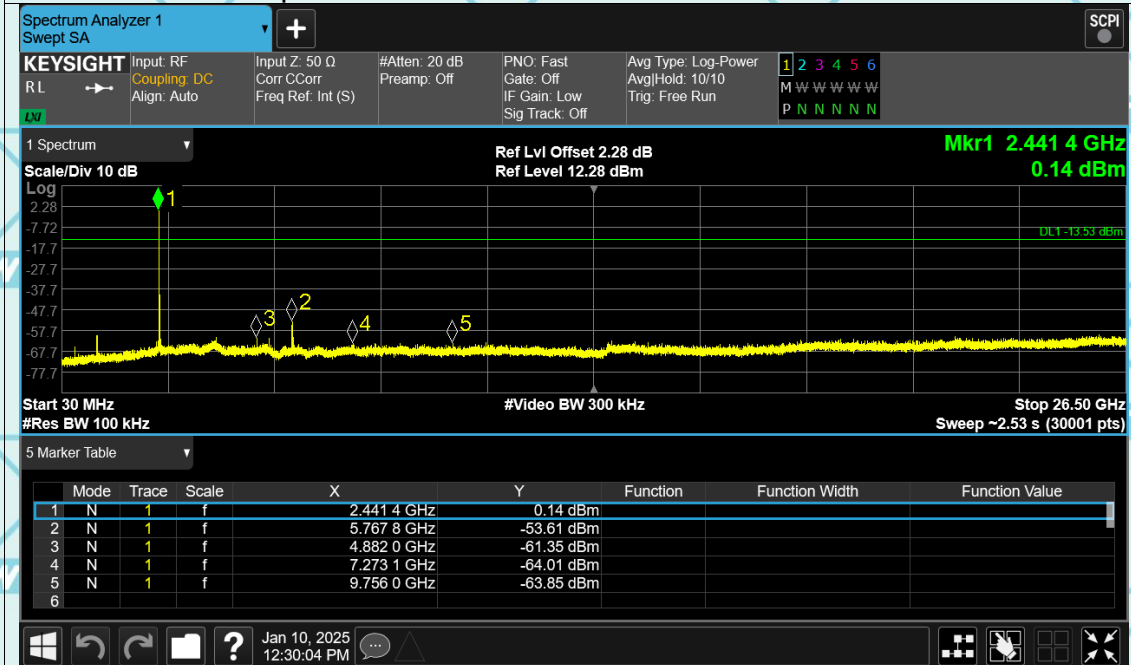 Spectrum Analyzer 1
Swept SA
+
SCPI
KEYSIGHT
RL
LXI
Input: RF
Coupling: DC
Align: Auto
Input Z: 50 Ω
Corr CCorr
Freq Ref: Int (S)
#Atten: 20 dB
Preamp: Off
PNO: Fast
Gate: Off
IF Gain: Low
Sig Track: Off
Avg Type: Log-Power
Avg|Hold: 10/10
Trig: Free Run
1 2 3 4 5 6
M W W W W W
P N N N N N
1 Spectrum
Scale/Div 10 dB
Ref Lvl Offset 2.28 dB
Ref Level 12.28 dBm
Mkr1 2.441 4 GHz
0.14 dBm
Log
2.28
-7.72
-17.7
-27.7
-37.7
-47.7
-57.7
-67.7
-77.7
1
2
3
4
5
DL1 -13.53 dBm
Start 30 MHz
#Video BW 300 kHz
Stop 26.50 GHz
#Res BW 100 kHz
Sweep ~2.53 s (30001 pts)
5 Marker Table
Mode Trace Scale X Y Function Function Width Function Value
1 N 1 f 2.441 4 GHz 0.14 dBm
2 N 1 f 5.767 8 GHz -53.61 dBm
3 N 1 f 4.882 0 GHz -61.35 dBm
4 N 1 f 7.273 1 GHz -64.01 dBm
5 N 1 f 9.756 0 GHz -63.85 dBm
6
?
Jan 10, 2025
12:30:04 PM